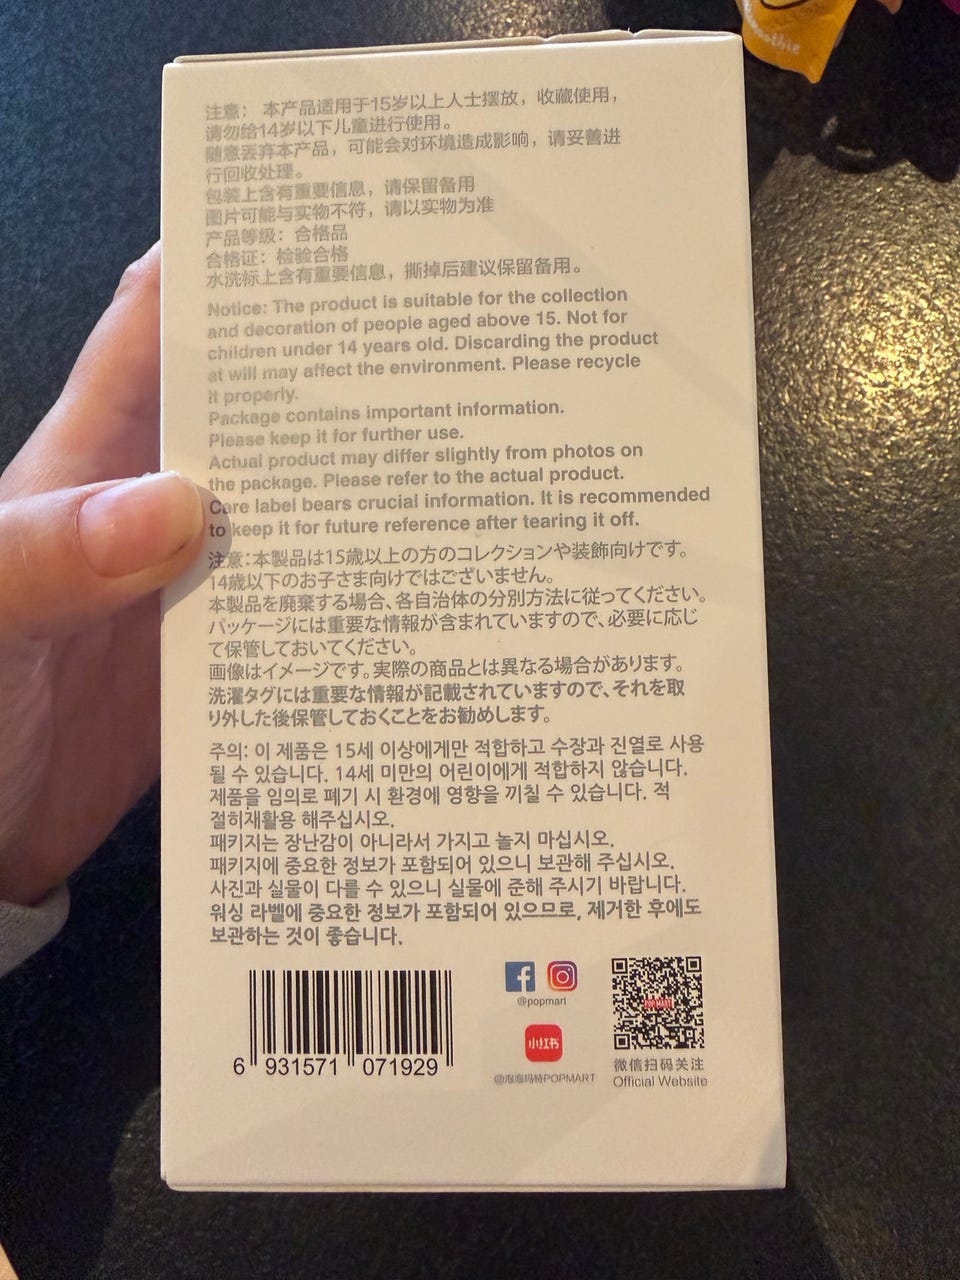 注意： 本产品适用于15岁以上人士摆放，收藏使用，
请勿给14岁以下儿童进行使用。
随意丢弃本产品，可能会对环境造成影响，请妥善进
行回收处理。
包装上含有重要信息，请保留备用
图片可能与实物不符，请以实物为准
产品等级：合格品
合格证：检验合格
水洗标上含有重要信息，撕掉后建议保留备用。
Notice: The product is suitable for the collection
and decoration of people aged above 15. Not for
children under 14 years old. Discarding the product
at will may affect the environment. Please recycle
it properly.
Package contains important information.
Please keep it for further use.
Actual product may differ slightly from photos on
the package. Please refer to the actual product.
Care label bears crucial information. It is recommended
to keep it for future reference after tearing it off.
注意：本製品は15歳以上の方のコレクションや装飾向けです。
14歳以下のお子さま向けではございません。
本製品を廃棄する場合、各自治体の分別方法に従ってください。
パッケージには重要な情報が含まれていますので、必要に応じ
て保管しておいてください。
画像はイメージです。実際の商品とは異なる場合があります。
洗濯タグには重要な情報が記載されていますので、それを取
り外した後保管しておくことをお勧めします。
주의: 이 제품은 15세 이상에게만 적합하고 수장과 진열로 사용
될 수 있습니다. 14세 미만의 어린이에게 적합하지 않습니다.
제품을 임의로 폐기 시 환경에 영향을 끼칠 수 있습니다. 적
절히재활용 해주십시오.
패키지는 장난감이 아니라서 가지고 놀지 마십시오.
패키지에 중요한 정보가 포함되어 있으니 보관해 주십시오.
사진과 실물이 다를 수 있으니 실물에 준해 주시기 바랍니다.
워싱 라벨에 중요한 정보가 포함되어 있으므로, 제거한 후에도
보관하는 것이 좋습니다.
6 931571 071929
@popmart
小红书
@泡泡玛特POPMART
POP MART
微信扫码关注
Official Website
smoothie